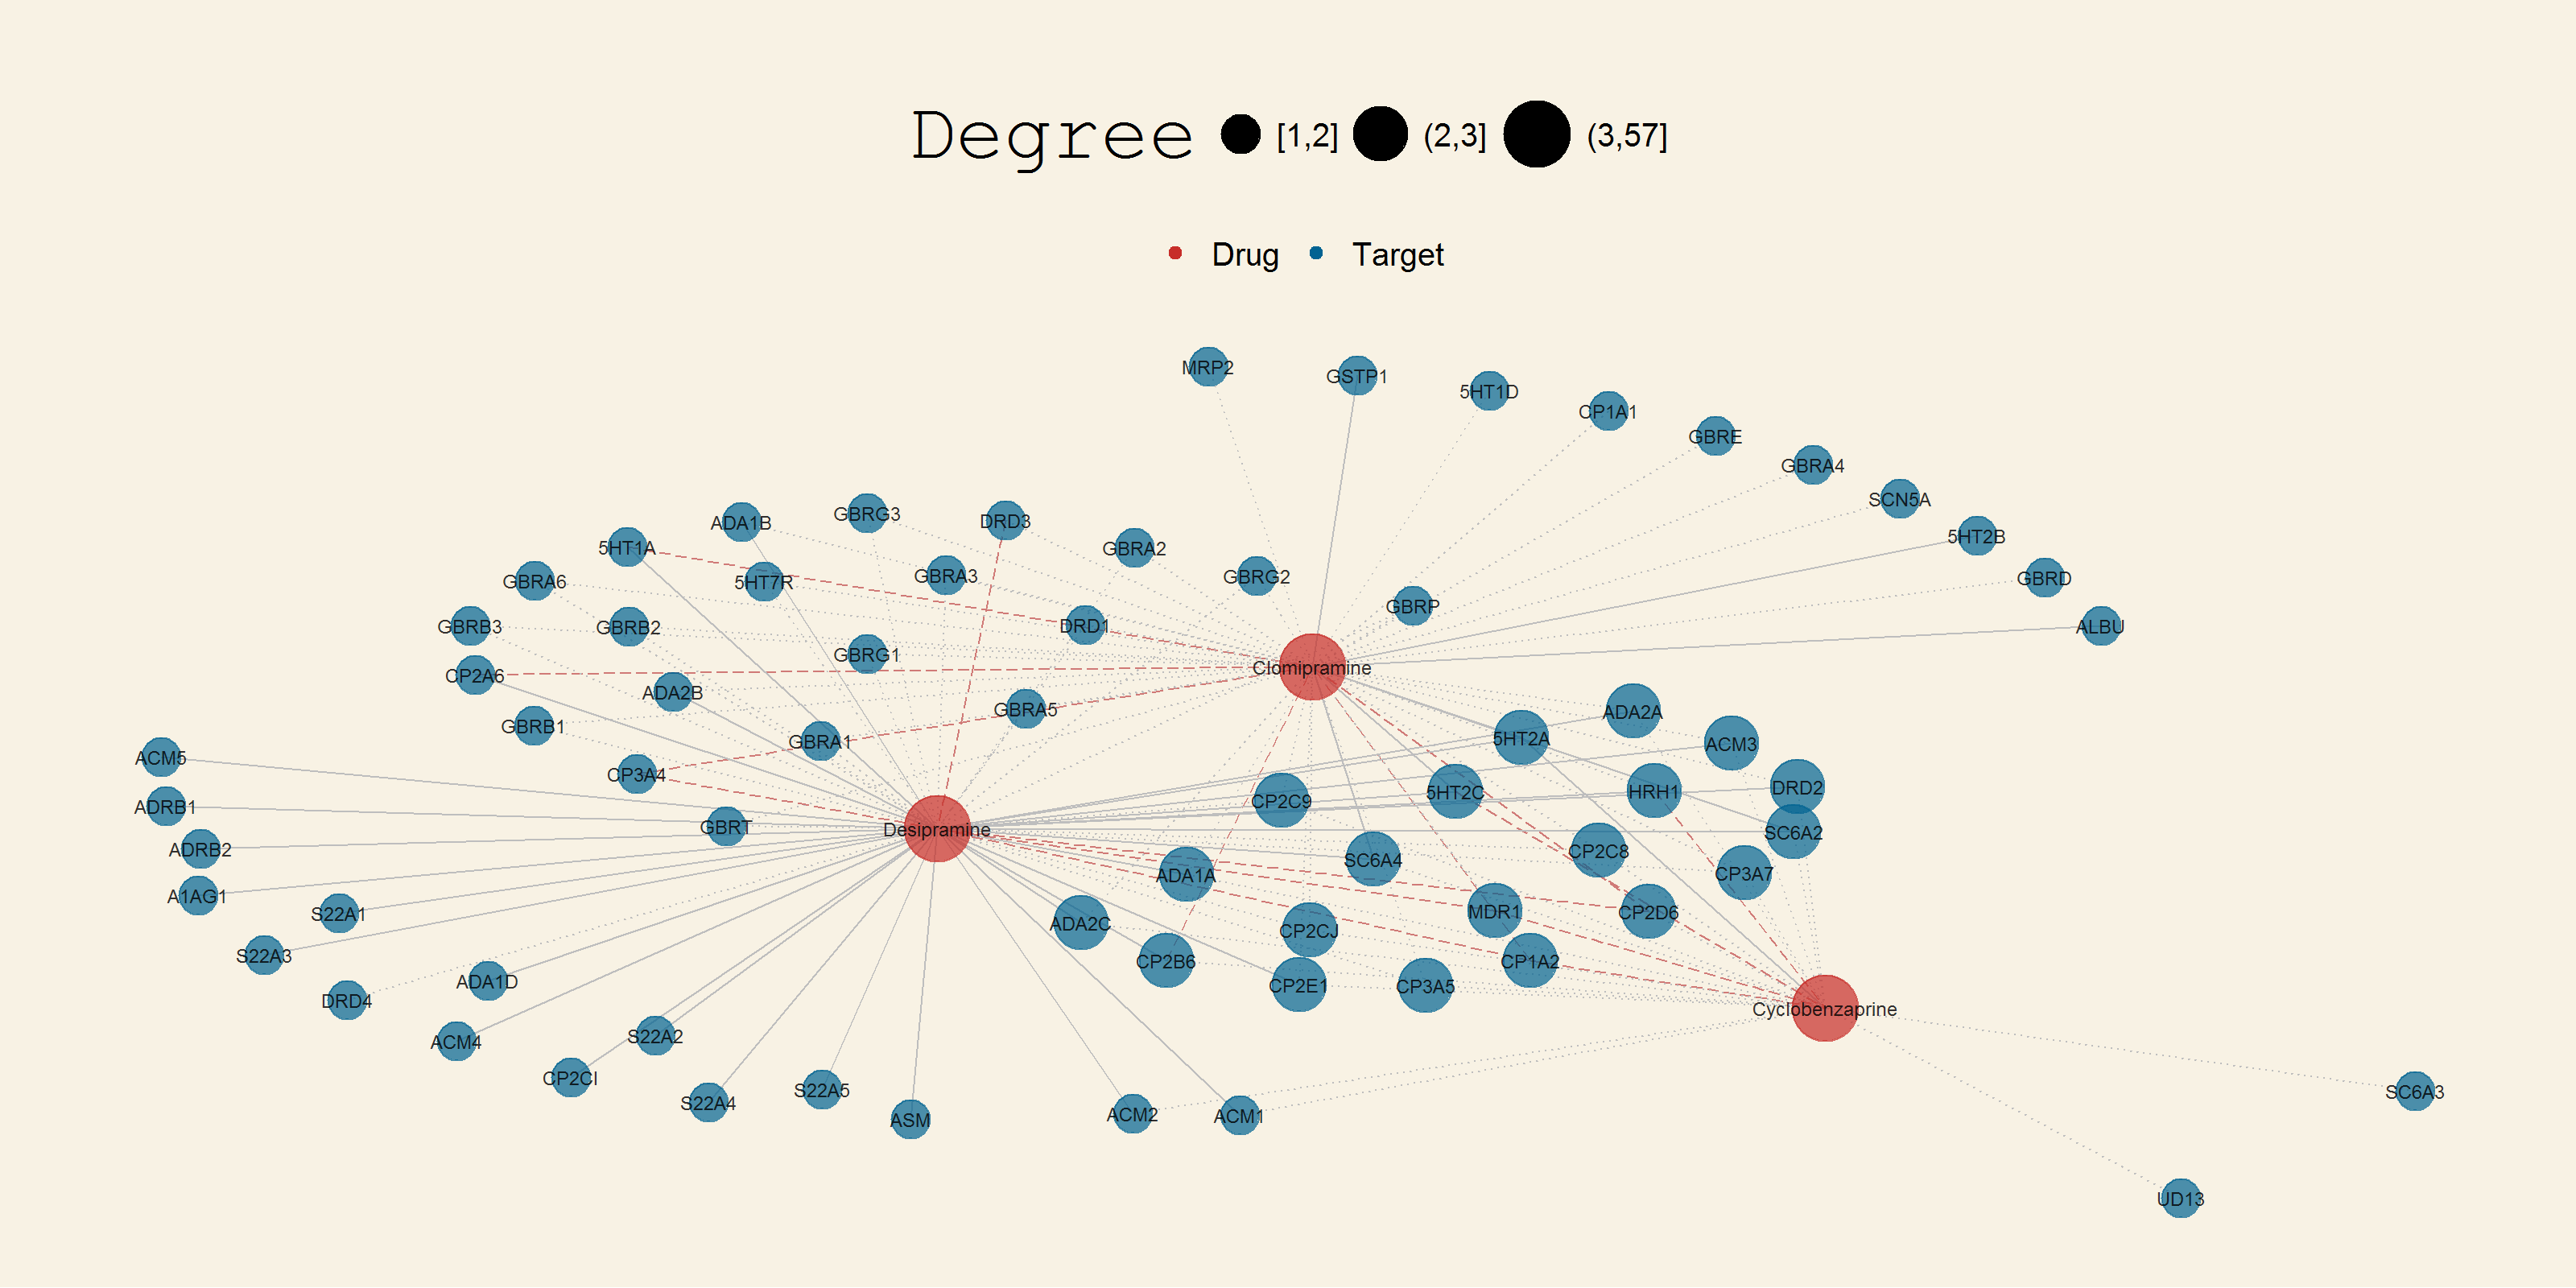 Degree [1,2] (2,3] (3,57]
Drug Target
MRP2
GSTP1
5HT1D
CP1A1
GBRE
GBRA4
SCN5A
5HT2B
GBRD
ALBU
GBRG3
DRD3
ADA1B
5HT1A
GBRA2
GBRG2
GBRA3
GBRA6
5HT7R
GBRP
GBRB3
GBRB2
DRD1
GBRG1
Clomipramine
CP2A6
ADA2B
GBRA5
ADA2A
GBRB1
GBRA1
5HT2A
ACM3
ACM5
CP3A4
DRD2
5HT2C
HRH1
CP2C9
ADRB1
GBRT
Desipramine
SC6A2
ADRB2
CP2C8
SC6A4
CP3A7
ADA1A
A1AG1
S22A1
MDR1
CP2D6
ADA2C
CP2CJ
S22A3
CP2B6
CP1A2
ADA1D
CP2E1
CP3A5
DRD4
Cyclobenzaprine
S22A2
ACM4
CP2CI
S22A5
SC6A3
S22A4
ACM2
ACM1
ASM
UD13